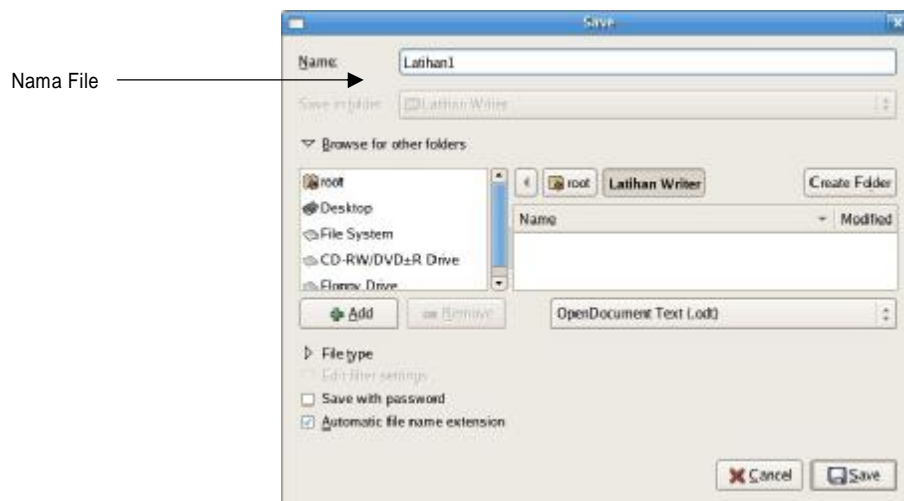 Save
Name: Latihan1
Nama File
Save in folder: Latihan Writer
Browse for other folders
root
Desktop
File System
CD-RW/DVD±R Drive
Floppy Drive
root Latihan Writer Create Folder
Name Modified
Add Remove OpenDocument Text (.odt)
File type
Edit filter settings
Save with password
Automatic file name extension
Cancel Save